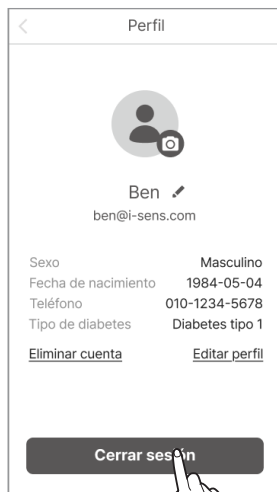 Perfil
Ben
ben@i-sens.com
Sexo Masculino
Fecha de nacimiento 1984-05-04
Teléfono 010-1234-5678
Tipo de diabetes Diabetes tipo 1
Eliminar cuenta Editar perfil
Cerrar sesión